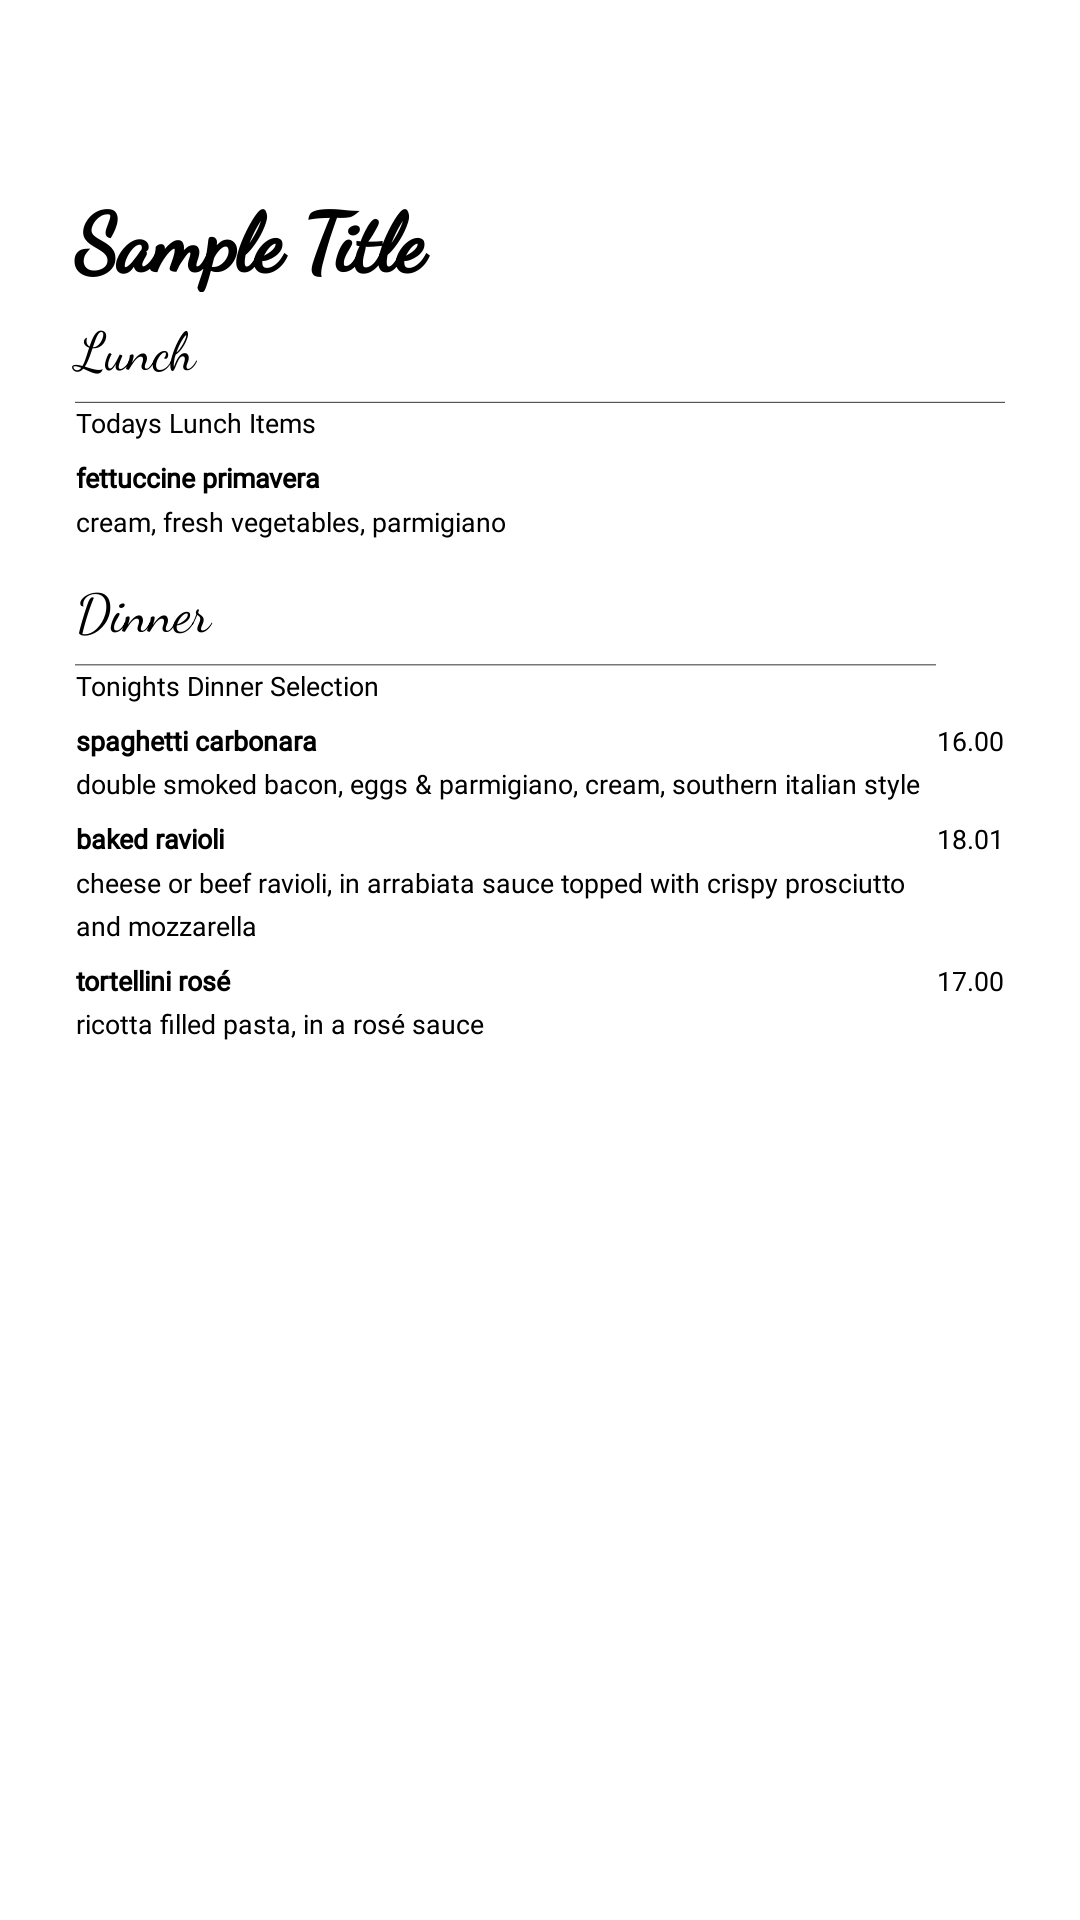 Sample Title
Lunch
Todays Lunch Items
fettuccine primavera
cream, fresh vegetables, parmigiano
Dinner
Tonights Dinner Selection
spaghetti carbonara 16.00
double smoked bacon, eggs & parmigiano, cream, southern italian style
baked ravioli 18.01
cheese or beef ravioli, in arrabiata sauce topped with crispy prosciutto
and mozzarella
tortellini rosé 17.00
ricotta filled pasta, in a rosé sauce